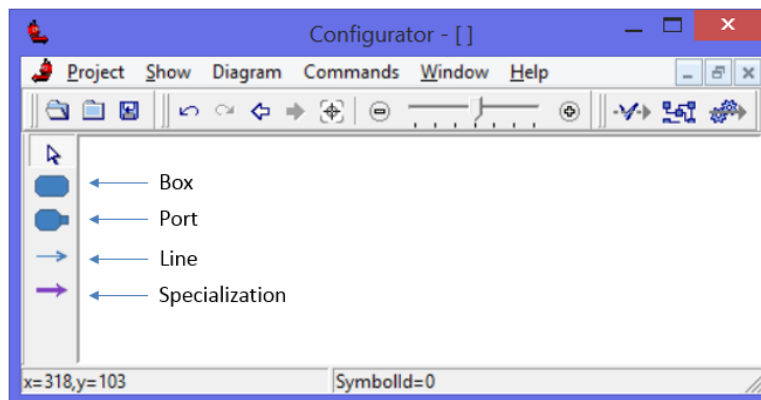 Configurator - [ ]
Project Show Diagram Commands Window Help
Box
Port
Line
Specialization
x=318,y=103 SymbolId=0